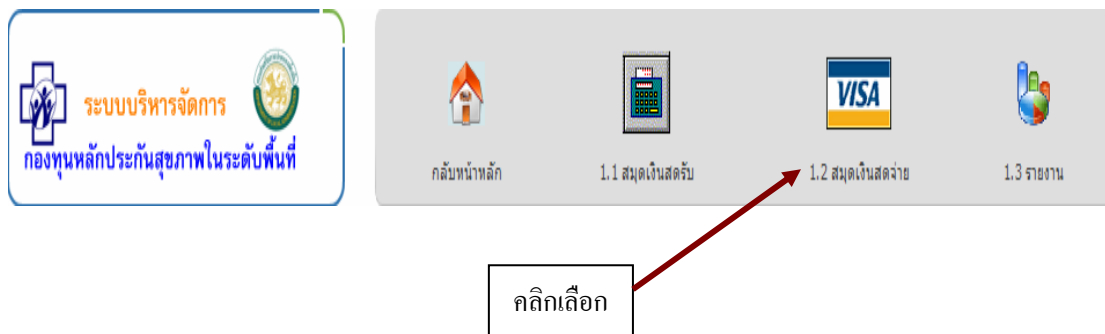 ระบบบริหารจัดการ
กองทุนหลักประกันสุขภาพในระดับพื้นที่
VISA
กลับหน้าหลัก
1.1 สมุดเงินสดรับ
1.2 สมุดเงินสดจ่าย
1.3 รายงาน
คลิกเลือก